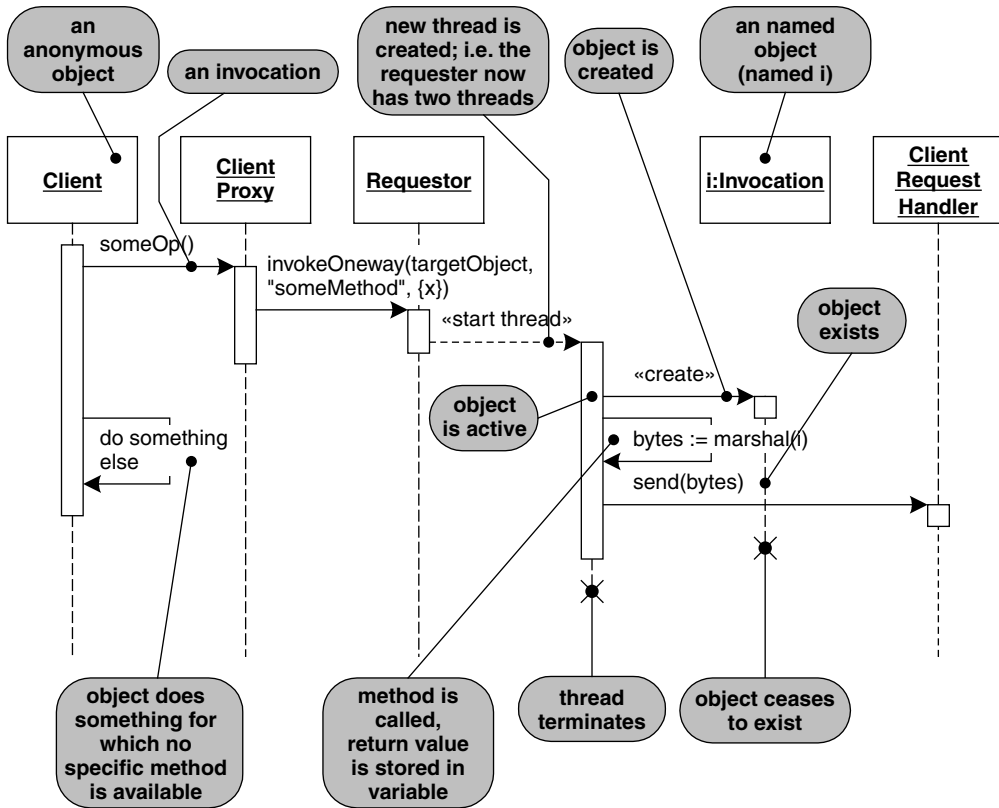 an
anonymous
object
an invocation
new thread is
created; i.e. the
requester now
has two threads
object is
created
an named
object
(named i)
Client
Client
Proxy
Requestor
i:Invocation
Client
Request
Handler
someOp()
invokeOneway(targetObject,
"someMethod", {x})
«start thread»
object
exists
«create»
object
is active
do something
else
bytes := marshal(i)
send(bytes)
object does
something for
which no
specific method
is available
method is
called,
return value
is stored in
variable
thread
terminates
object ceases
to exist